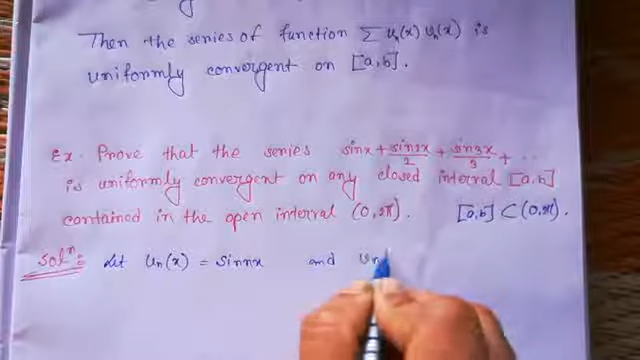 Then the series of function ∑ uₙ(x) vₙ(x) is
uniformly convergent on [a,b].
Ex. Prove that the series sinx + sin2x/2 + sin3x/3 + ...
is uniformly convergent on any closed interval [a,b]
contained in the open interval (0,2π). [a,b] ⊂ (0,2π).
Solⁿ: Let uₙ(x) = sinnx and vₙ